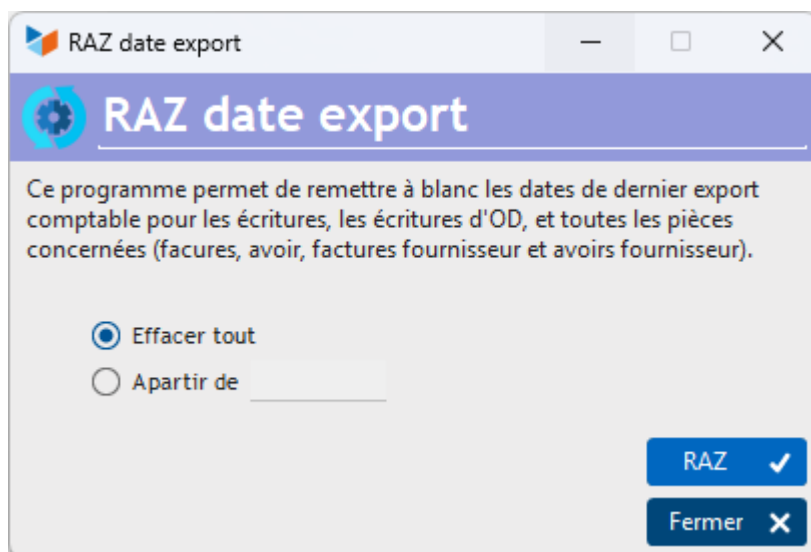 RAZ date export
RAZ date export
Ce programme permet de remettre à blanc les dates de dernier export
comptable pour les écritures, les écritures d'OD, et toutes les pièces
concernées (facures, avoir, factures fournisseur et avoirs fournisseur).
Effacer tout
Apartir de
RAZ
Fermer